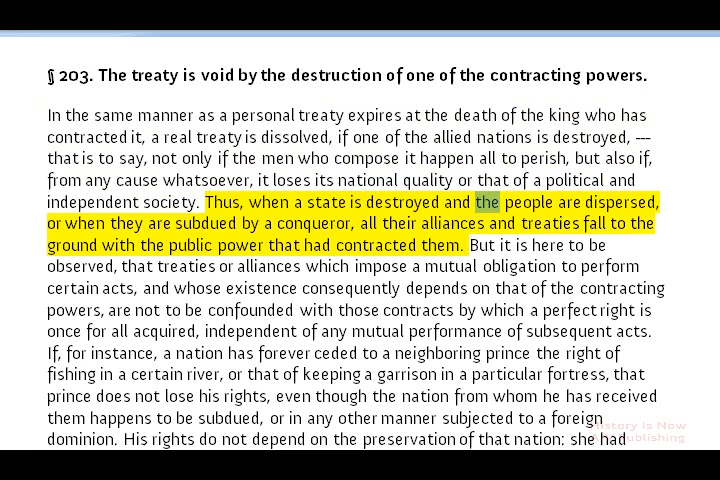 § 203. The treaty is void by the destruction of one of the contracting powers.
In the same manner as a personal treaty expires at the death of the king who has
contracted it, a real treaty is dissolved, if one of the allied nations is destroyed, ---
that is to say, not only if the men who compose it happen all to perish, but also if,
from any cause whatsoever, it loses its national quality or that of a political and
independent society. Thus, when a state is destroyed and the people are dispersed,
or when they are subdued by a conqueror, all their alliances and treaties fall to the
ground with the public power that had contracted them. But it is here to be
observed, that treaties or alliances which impose a mutual obligation to perform
certain acts, and whose existence consequently depends on that of the contracting
powers, are not to be confounded with those contracts by which a perfect right is
once for all acquired, independent of any mutual performance of subsequent acts.
If, for instance, a nation has forever ceded to a neighboring prince the right of
fishing in a certain river, or that of keeping a garrison in a particular fortress, that
prince does not lose his rights, even though the nation from whom he has received
them happens to be subdued, or in any other manner subjected to a foreign
dominion. His rights do not depend on the preservation of that nation: she had
History Is Now
Publishing